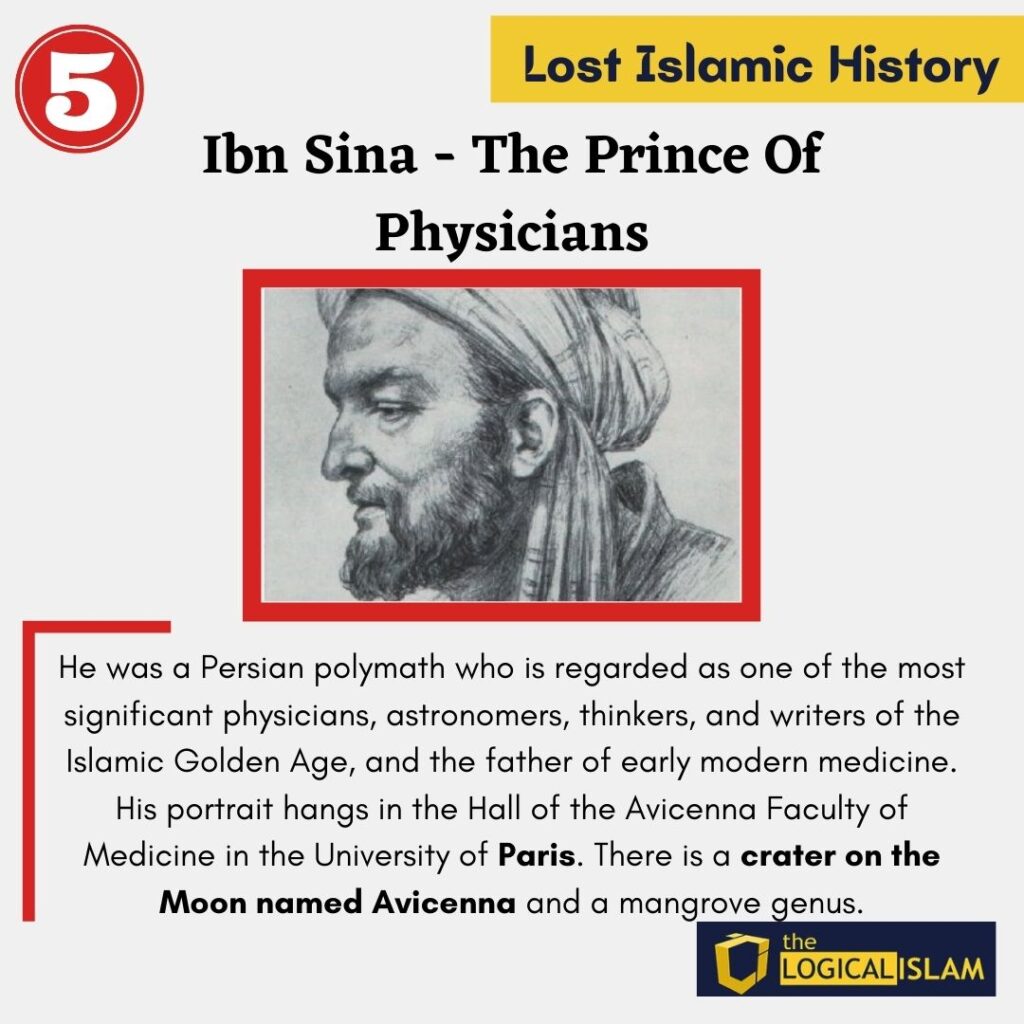 5
Lost Islamic History
Ibn Sina - The Prince Of
Physicians
He was a Persian polymath who is regarded as one of the most
significant physicians, astronomers, thinkers, and writers of the
Islamic Golden Age, and the father of early modern medicine.
His portrait hangs in the Hall of the Avicenna Faculty of
Medicine in the University of Paris. There is a crater on the
Moon named Avicenna and a mangrove genus.
the
LOGICALISLAM